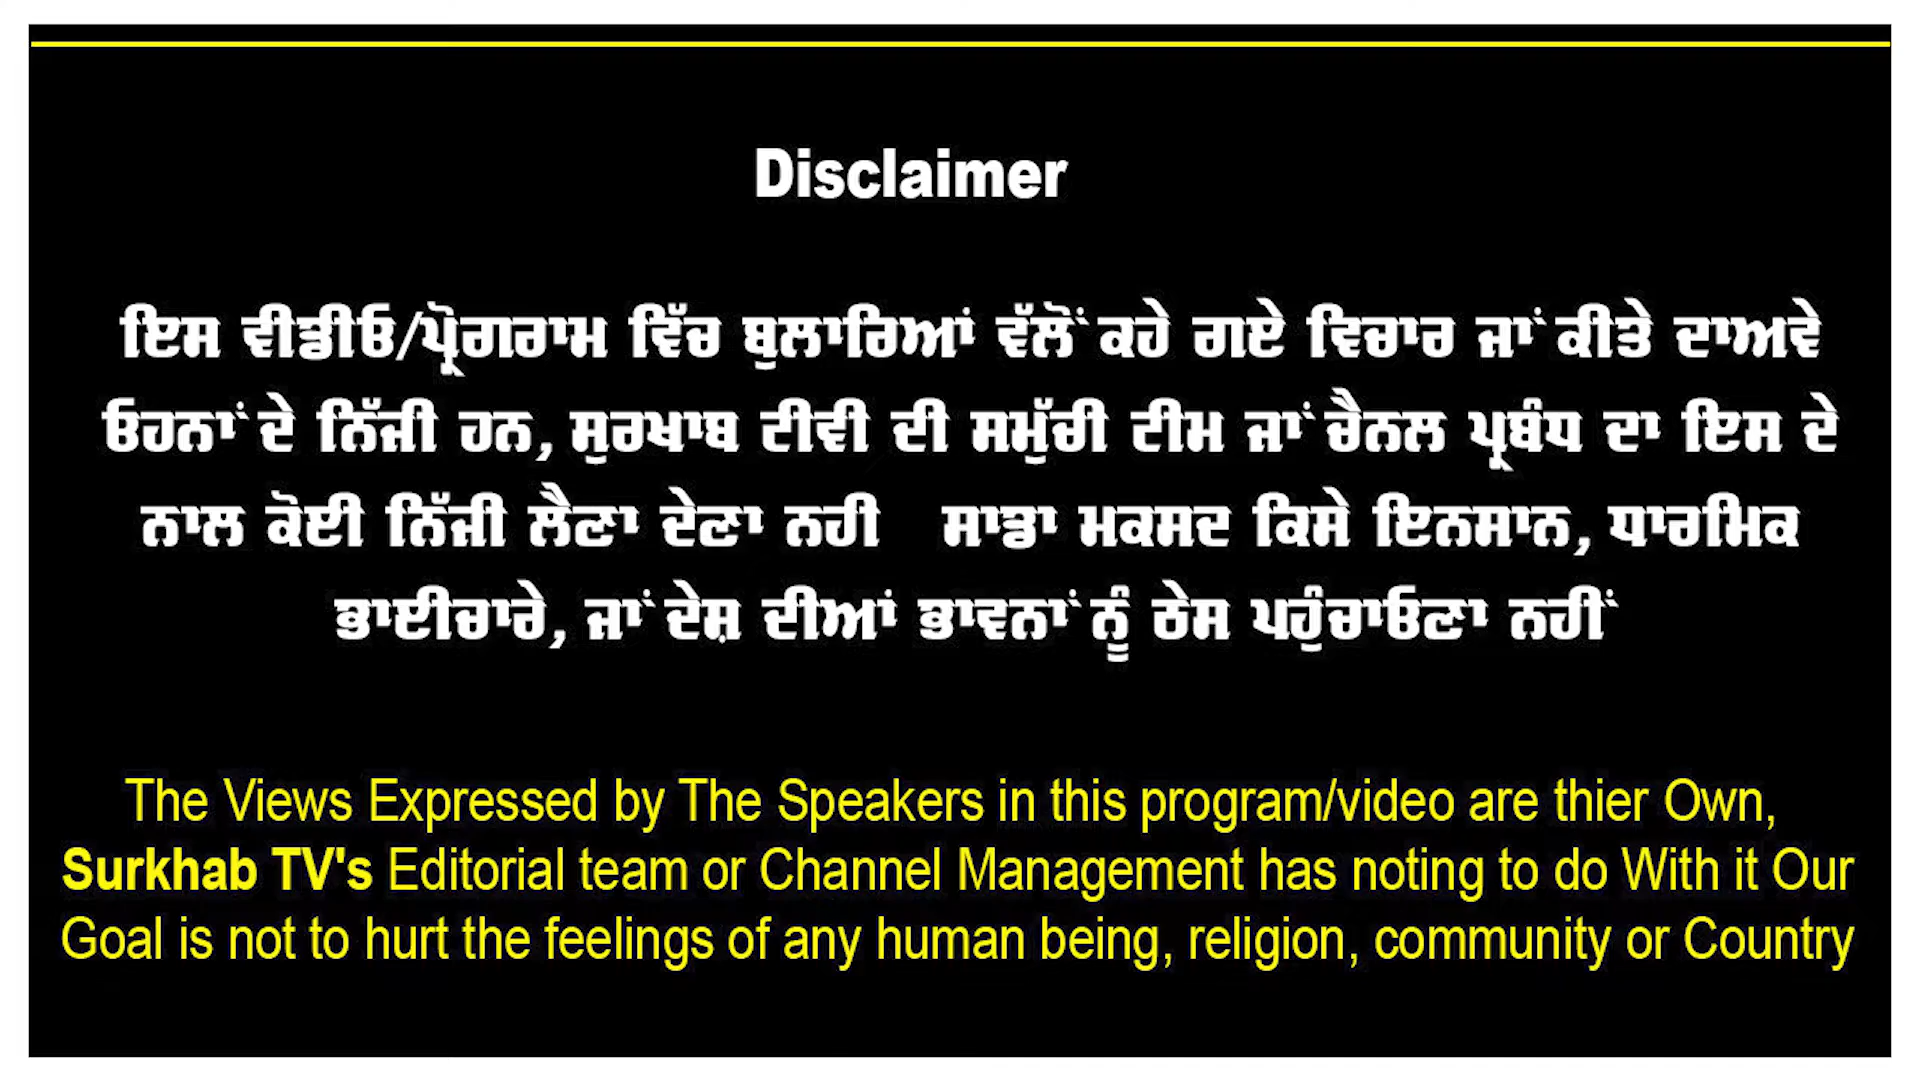 Disclaimer
ਇਸ ਵੀਡੀਓ/ਪ੍ਰੋਗਰਾਮ ਵਿੱਚ ਬੁਲਾਰਿਆਂ ਵੱਲੋਂ ਕਹੇ ਗਏ ਵਿਚਾਰ ਜਾਂ ਕੀਤੇ ਦਾਅਵੇ
ਓਹਨਾਂ ਦੇ ਨਿੱਜੀ ਹਨ, ਸੁਰਖਾਬ ਟੀਵੀ ਦੀ ਸਮੁੱਚੀ ਟੀਮ ਜਾਂ ਚੈਨਲ ਪ੍ਰਬੰਧ ਦਾ ਇਸ ਦੇ
ਨਾਲ ਕੋਈ ਨਿੱਜੀ ਲੈਣਾ ਦੇਣਾ ਨਹੀ ਸਾਡਾ ਮਕਸਦ ਕਿਸੇ ਇਨਸਾਨ, ਧਾਰਮਿਕ
ਭਾਈਚਾਰੇ, ਜਾਂ ਦੇਸ਼ ਦੀਆਂ ਭਾਵਨਾਂ ਨੂੰ ਠੇਸ ਪਹੁੰਚਾਓਣਾ ਨਹੀਂ
The Views Expressed by The Speakers in this program/video are thier Own,
Surkhab TV's Editorial team or Channel Management has noting to do With it Our
Goal is not to hurt the feelings of any human being, religion, community or Country